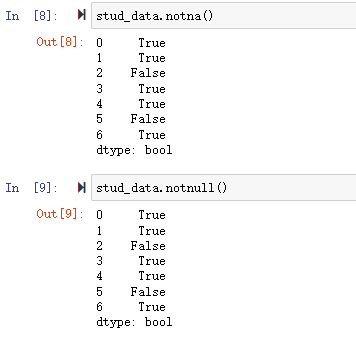 In [8]: stud_data.notna()
Out[8]: 0 True
1 True
2 False
3 True
4 True
5 False
6 True
dtype: bool
In [9]: stud_data.notnull()
Out[9]: 0 True
1 True
2 False
3 True
4 True
5 False
6 True
dtype: bool